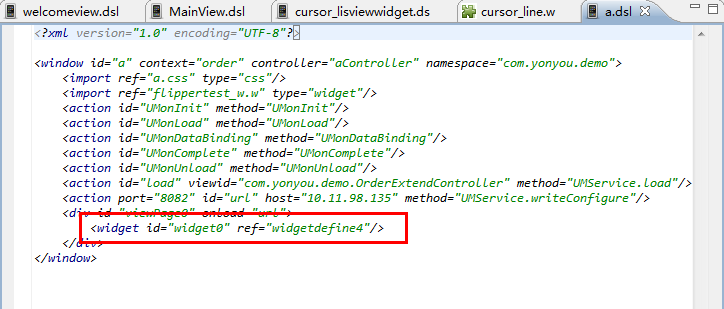 welcomeview.dsl MainView.dsl cursor_lisviewwidget.ds cursor_line.w a.dsl
<?xml version="1.0" encoding="UTF-8"?>
<window id="a" context="order" controller="aController" namespace="com.yonyou.demo">
<import ref="a.css" type="css"/>
<import ref="flippertest_w.w" type="widget"/>
<action id="UMonInit" method="UMonInit"/>
<action id="UMonLoad" method="UMonLoad"/>
<action id="UMonDataBinding" method="UMonDataBinding"/>
<action id="UMonComplete" method="UMonComplete"/>
<action id="UMonUnload" method="UMonUnload"/>
<action id="load" viewid="com.yonyou.demo.OrderExtendController" method="UMService.load"/>
<action port="8082" id="url" host="10.11.98.135" method="UMService.writeConfigure"/>
<div id="viewPage0" onload="url">
<widget id="widget0" ref="widgetdefine4"/>
</div>
</window>